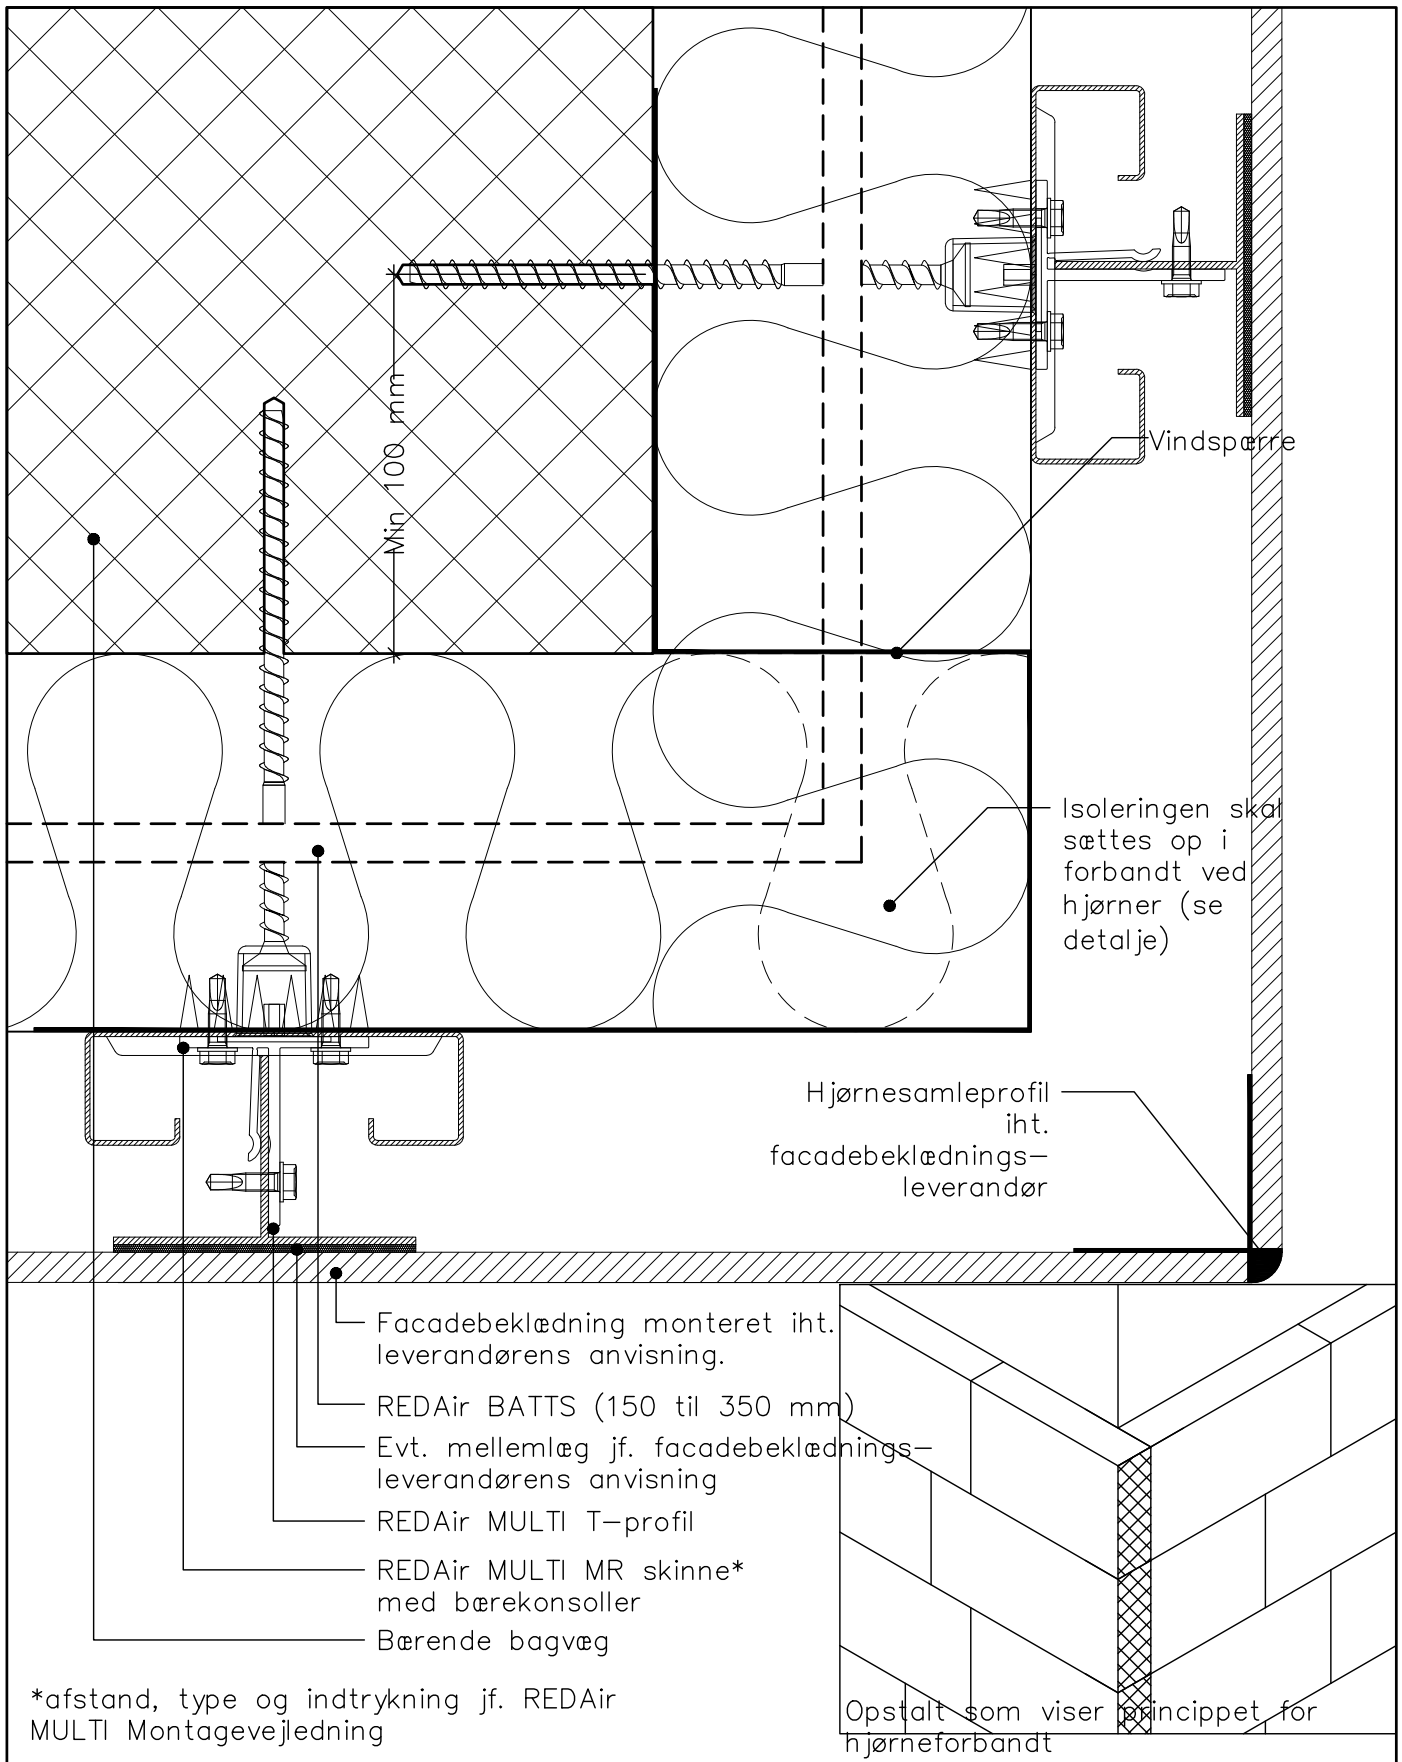 Min 100 mm
Vindspærre
Isoleringen skal
sættes op i
forbandt ved
hjørner (se
detalje)
Hjørnesamleprofil
iht.
facadebeklædnings-
leverandør
Facadebeklædning monteret iht.
leverandørens anvisning.
REDAir BATTS (150 til 350 mm)
Evt. mellemlæg jf. facadebeklædnings-
leverandørens anvisning
REDAir MULTI T-profil
REDAir MULTI MR skinne*
med bærekonsoller
Bærende bagvæg
*afstand, type og indtrykning jf. REDAir
MULTI Montagevejledning
Opstalt som viser princippet for
hjørneforbandt